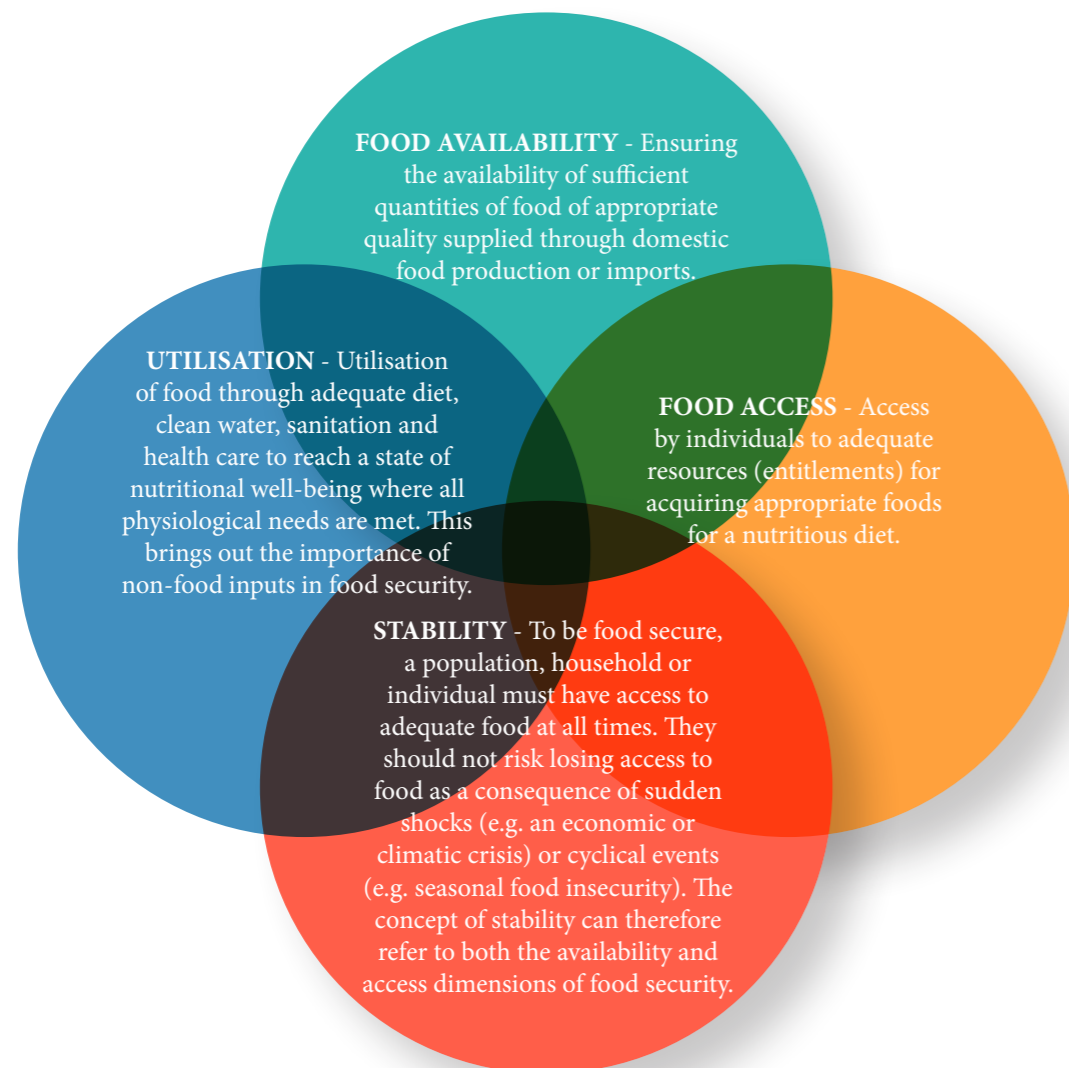 FOOD AVAILABILITY - Ensuring
the availability of sufficient
quantities of food of appropriate
quality supplied through domestic
food production or imports.
UTILISATION - Utilisation
of food through adequate diet,
clean water, sanitation and
health care to reach a state of
nutritional well-being where all
physiological needs are met. This
brings out the importance of
non-food inputs in food security.
FOOD ACCESS - Access
by individuals to adequate
resources (entitlements) for
acquiring appropriate foods
for a nutritious diet.
STABILITY - To be food secure,
a population, household or
individual must have access to
adequate food at all times. They
should not risk losing access to
food as a consequence of sudden
shocks (e.g. an economic or
climatic crisis) or cyclical events
(e.g. seasonal food insecurity). The
concept of stability can therefore
refer to both the availability and
access dimensions of food security.